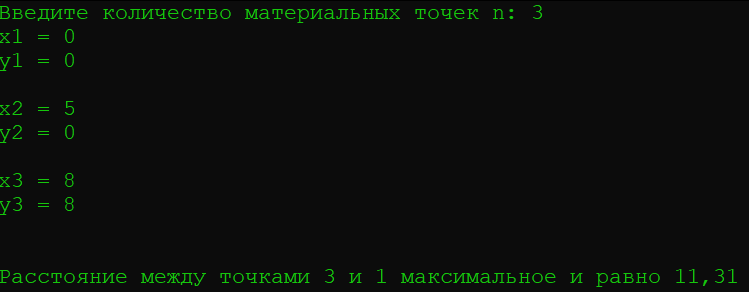 Введите количество материальных точек n: 3
x1 = 0
y1 = 0
x2 = 5
y2 = 0
x3 = 8
y3 = 8
Расстояние между точками 3 и 1 максимальное и равно 11,31